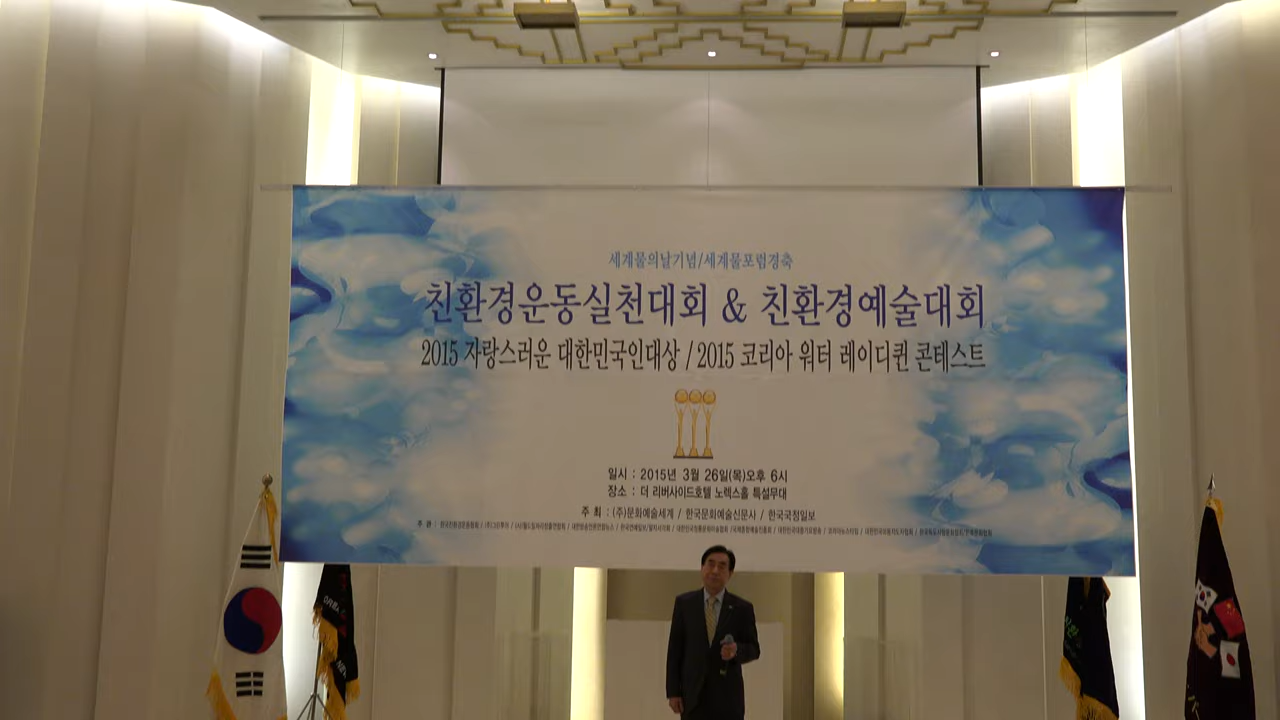 세계물의날기념/세계물포럼경축
친환경운동실천대회 & 친환경예술대회
2015 자랑스러운 대한민국인대상 / 2015 코리아 워터 레이디퀸 콘테스트
일시 : 2015년 3월 26일(목)오후 6시
장소 : 더 리버사이드호텔 노벨스홀 특설무대
주 최 : (주)문화예술세계 / 한국문화예술신문사 / 한국국정일보
주 관 :